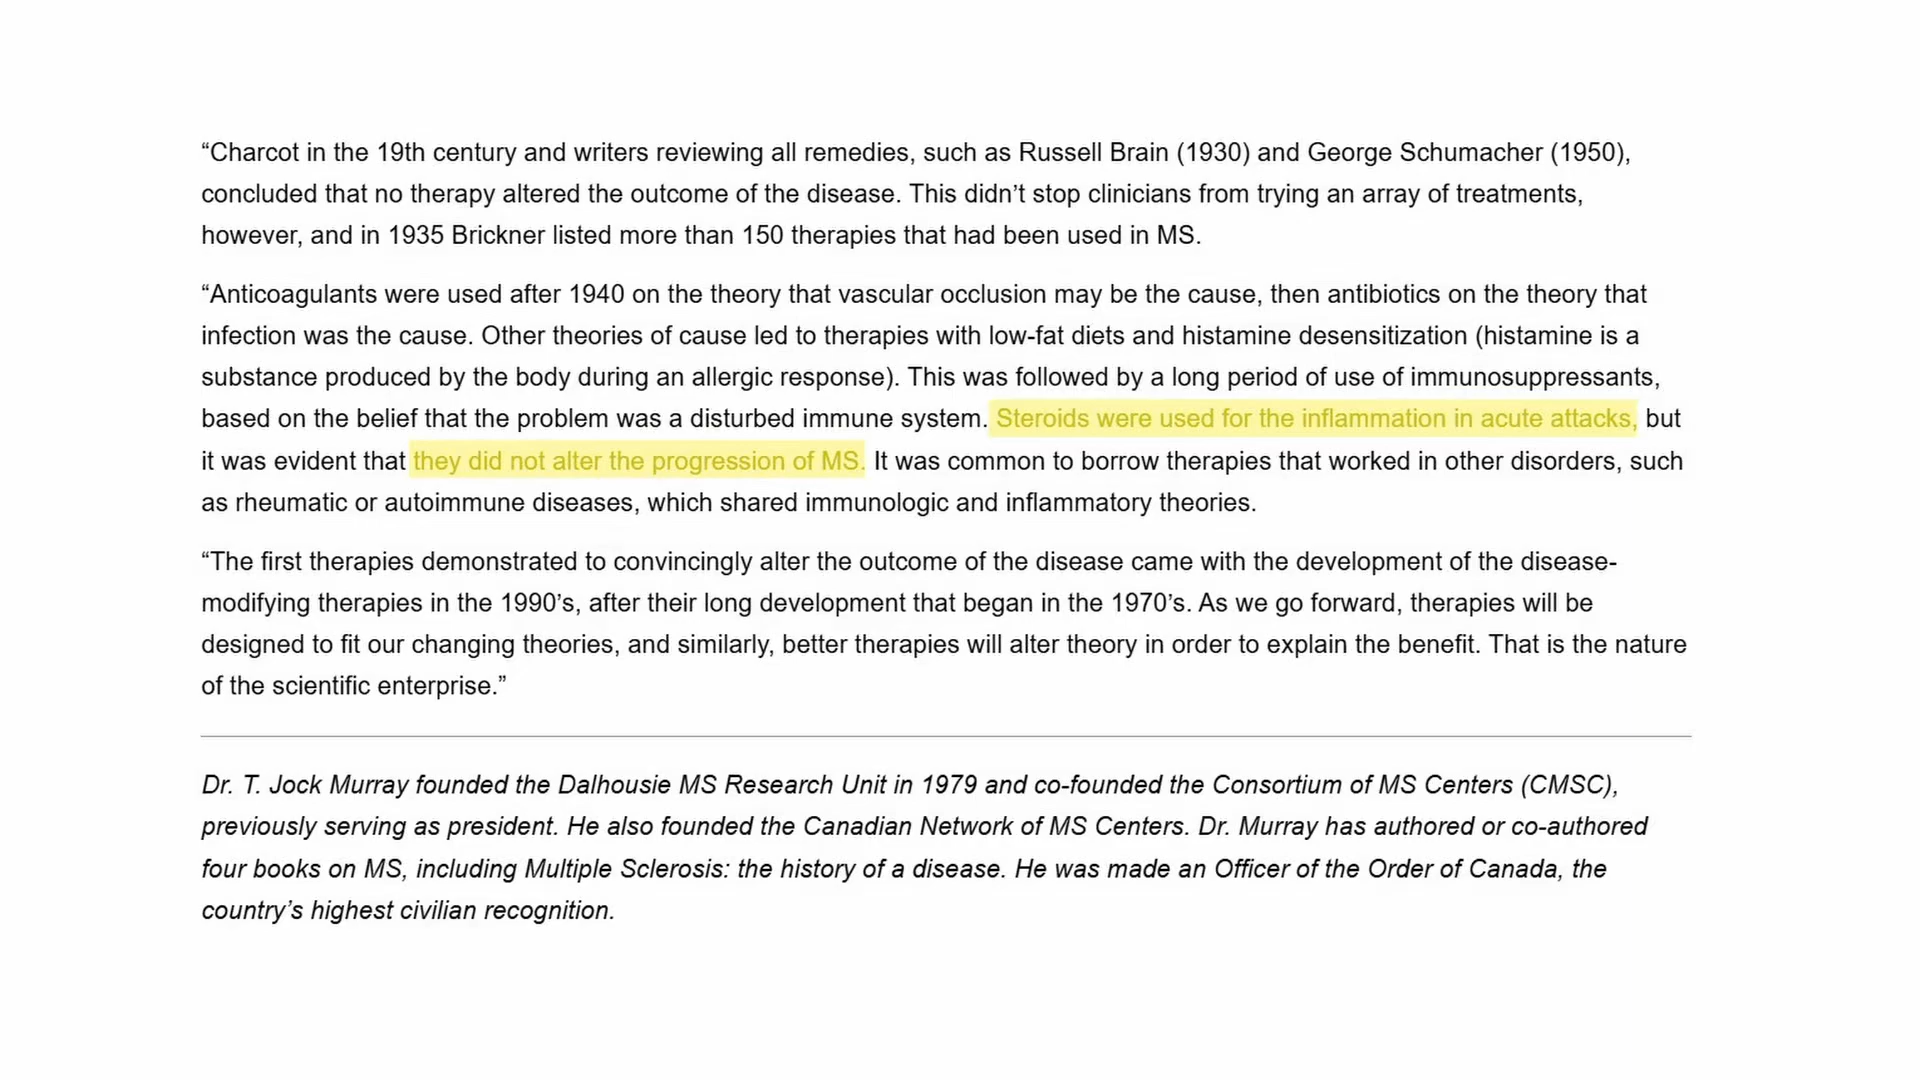 “Charcot in the 19th century and writers reviewing all remedies, such as Russell Brain (1930) and George Schumacher (1950),
concluded that no therapy altered the outcome of the disease. This didn’t stop clinicians from trying an array of treatments,
however, and in 1935 Brickner listed more than 150 therapies that had been used in MS.
“Anticoagulants were used after 1940 on the theory that vascular occlusion may be the cause, then antibiotics on the theory that
infection was the cause. Other theories of cause led to therapies with low-fat diets and histamine desensitization (histamine is a
substance produced by the body during an allergic response). This was followed by a long period of use of immunosuppressants,
based on the belief that the problem was a disturbed immune system. Steroids were used for the inflammation in acute attacks, but
it was evident that they did not alter the progression of MS. It was common to borrow therapies that worked in other disorders, such
as rheumatic or autoimmune diseases, which shared immunologic and inflammatory theories.
“The first therapies demonstrated to convincingly alter the outcome of the disease came with the development of the disease-
modifying therapies in the 1990’s, after their long development that began in the 1970’s. As we go forward, therapies will be
designed to fit our changing theories, and similarly, better therapies will alter theory in order to explain the benefit. That is the nature
of the scientific enterprise.”
Dr. T. Jock Murray founded the Dalhousie MS Research Unit in 1979 and co-founded the Consortium of MS Centers (CMSC),
previously serving as president. He also founded the Canadian Network of MS Centers. Dr. Murray has authored or co-authored
four books on MS, including Multiple Sclerosis: the history of a disease. He was made an Officer of the Order of Canada, the
country’s highest civilian recognition.